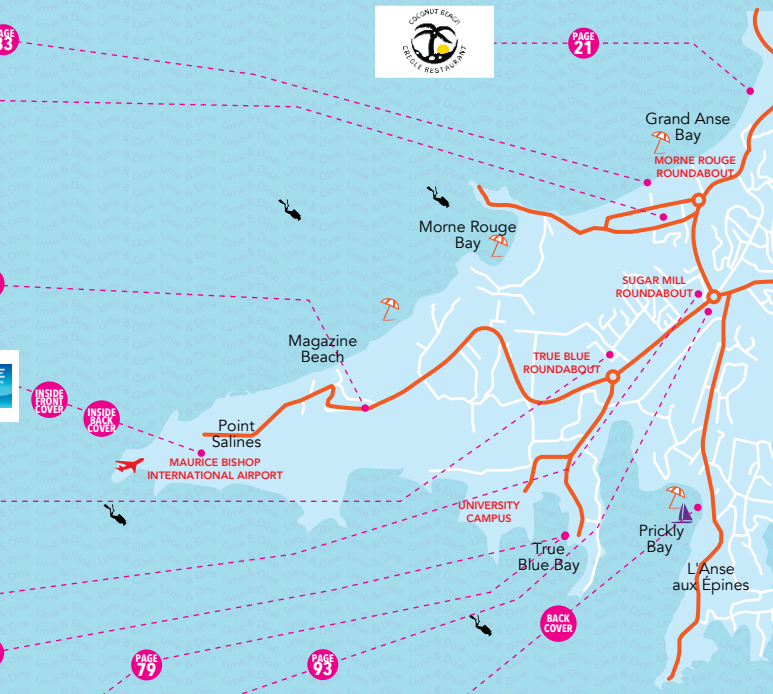 COCONUT BEACH
CREOLE RESTAURANT
PAGE
21
PAGE
Grand Anse
Bay
MORNE ROUGE
ROUNDABOUT
Morne Rouge
Bay
SUGAR MILL
ROUNDABOUT
Magazine
Beach
TRUE BLUE
ROUNDABOUT
INSIDE
FRONT
COVER
INSIDE
BACK
COVER
Point
Salines
MAURICE BISHOP
INTERNATIONAL AIRPORT
UNIVERSITY
CAMPUS
Prickly
Bay
True
Blue Bay
L'Anse
aux Épines
BACK
COVER
PAGE
79
PAGE
93